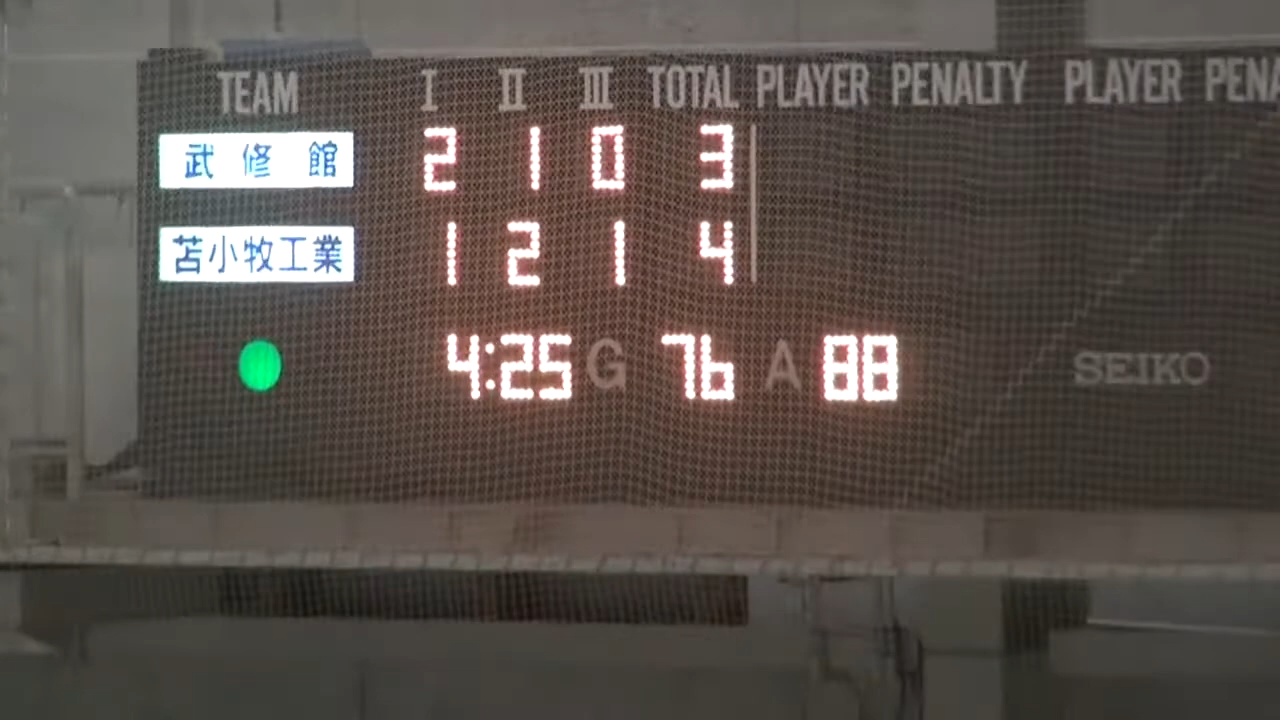 TEAM I II III TOTAL PLAYER PENALTY PLAYER PENA
武修館 2 1 0 3
苫小牧工業 1 2 1 4
4:25 G 76 A 88 SEIKO